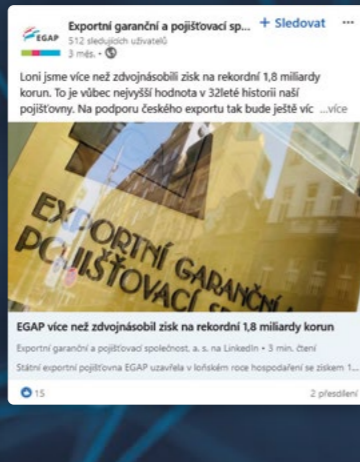 EGAP
Exportní garanční a pojišťovací sp...
+ Sledovat ...
512 sledujících uživatelů
3 měs. •
Loni jsme více než zdvojnásobili zisk na rekordní 1,8 miliardy
korun. To je vůbec nejvyšší hodnota v 32leté historii naší
pojišťovny. Na podporu českého exportu tak bude ještě víc ...více
EXPORTNÍ GARANČNÍ
POJIŠŤOVACÍ
EGAP více než zdvojnásobil zisk na rekordní 1,8 miliardy korun
Exportní garanční a pojišťovací společnost, a. s. na LinkedIn • 3 min. čtení
Státní exportní pojišťovna EGAP uzavřela v loňském roce hospodaření se ziskem 1...
15
2 přesdílení